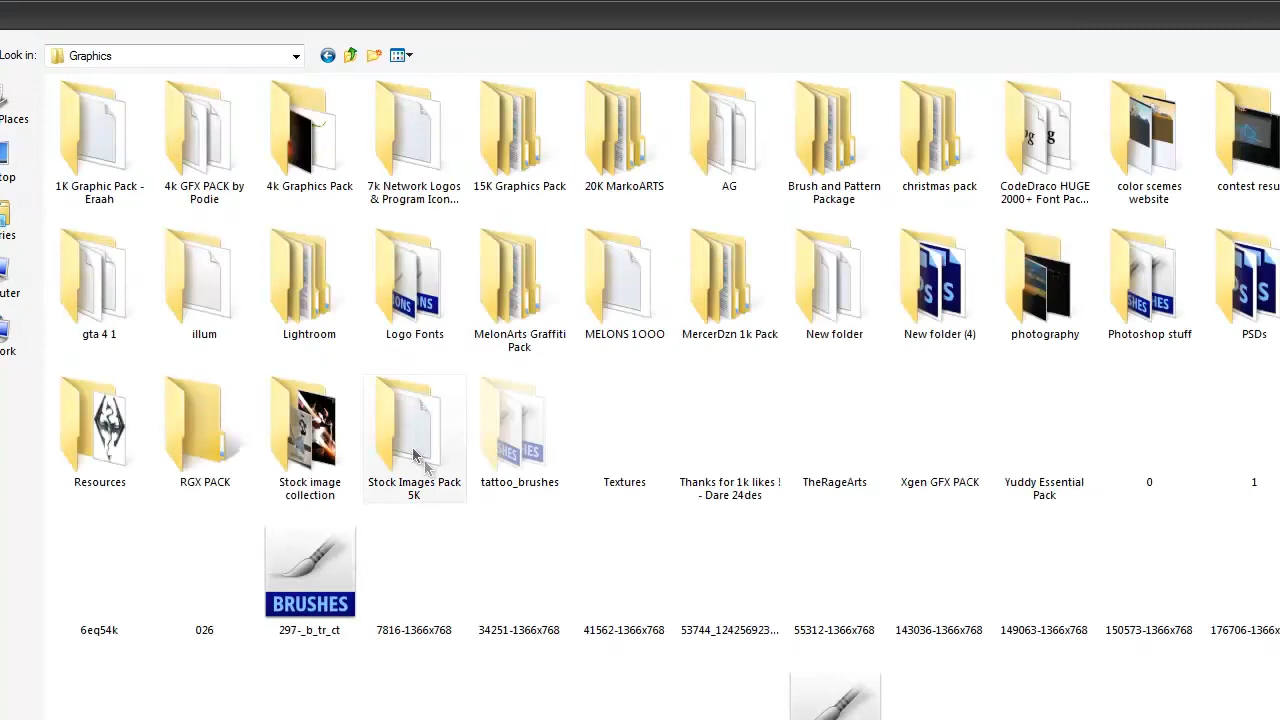 Look in:
Graphics
Places
top
ries
uter
ork
1K Graphic Pack -
Eraah
4k GFX PACK by
Podie
4k Graphics Pack
7k Network Logos
& Program Icon...
15K Graphics Pack
20K MarkoARTS
AG
Brush and Pattern
Package
christmas pack
CodeDraco HUGE
2000+ Font Pac...
color schemes
website
contest resu
gta 4 1
illum
Lightroom
Logo Fonts
MelonArts Graffiti
Pack
MELONS 1OOO
MercerDzn 1k Pack
New folder
New folder (4)
photography
Photoshop stuff
PSDs
Resources
RGX PACK
Stock image
collection
Stock Images Pack
5K
tattoo_brushes
Textures
Thanks for 1k likes !
- Dare 24des
TheRageArts
Xgen GFX PACK
Yuddy Essential
Pack
0
1
BRUSHES
6eq54k
026
297-_b_tr_ct
7816-1366x768
34251-1366x768
41562-1366x768
53744_124256923...
55312-1366x768
143036-1366x768
149063-1366x768
150573-1366x768
176706-1366x